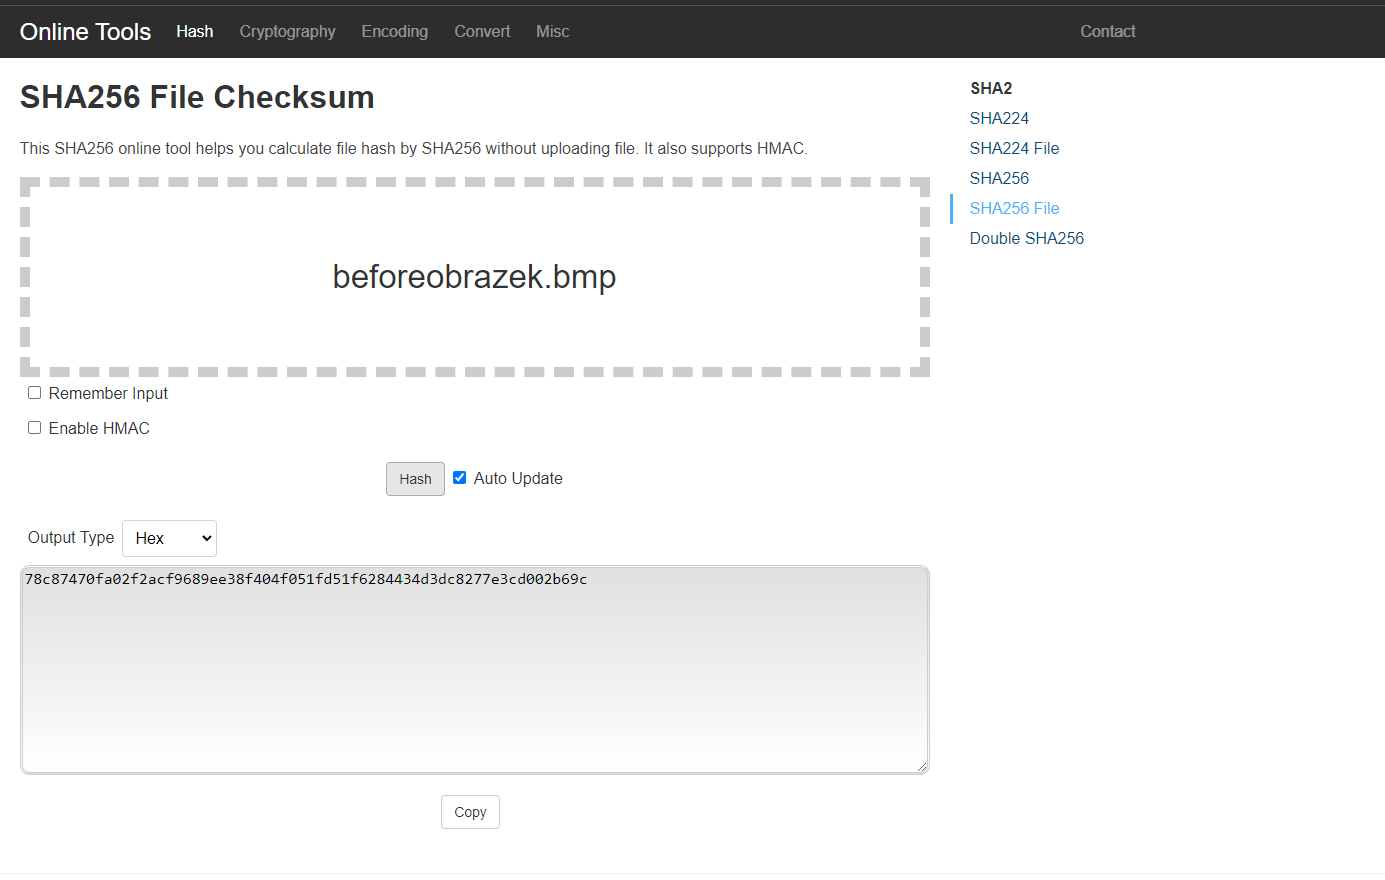 Online Tools Hash Cryptography Encoding Convert Misc Contact
SHA256 File Checksum
This SHA256 online tool helps you calculate file hash by SHA256 without uploading file. It also supports HMAC.
beforeobrazek.bmp
Remember Input
Enable HMAC
Hash Auto Update
Output Type Hex
78c87470fa02f2acf9689ee38f404f051fd51f6284434d3dc8277e3cd002b69c
Copy
SHA2
SHA224
SHA224 File
SHA256
SHA256 File
Double SHA256